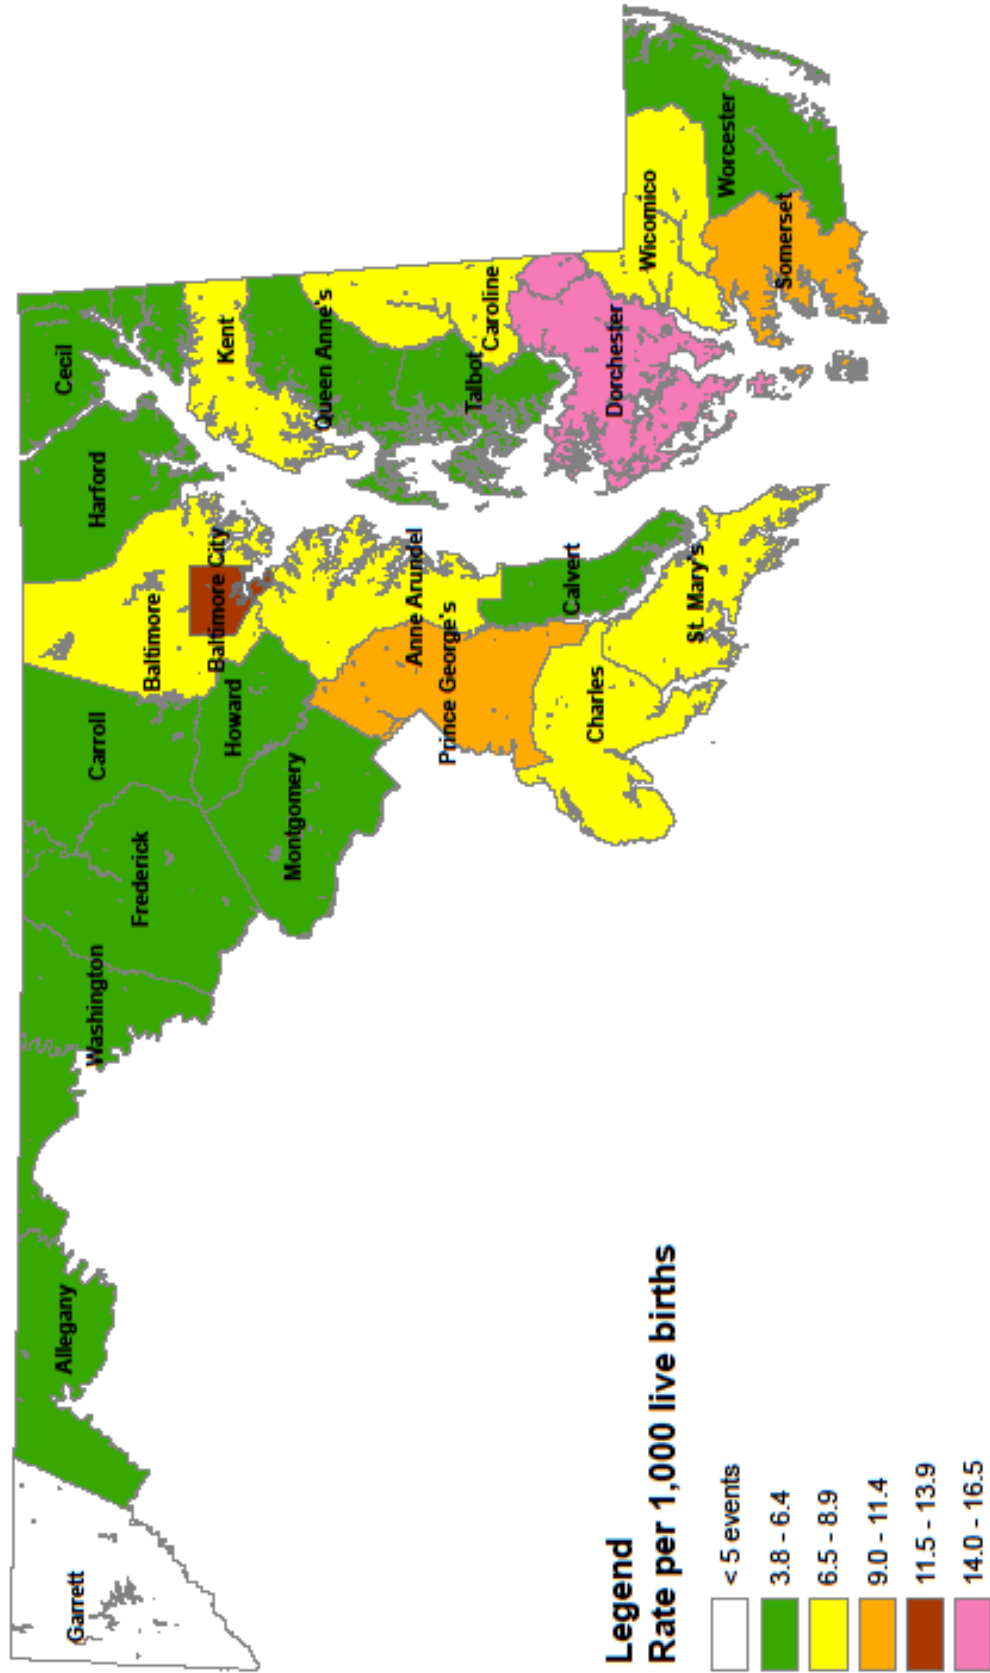 Garrett
Allegany
Washington
Frederick
Carroll
Baltimore
Harford
Cecil
Baltimore City
Howard
Montgomery
Kent
Queen Anne's
Anne Arundel
Prince George's
Talbot
Caroline
Calvert
Charles
St. Mary's
Dorchester
Wicomico
Worcester
Somerset
Legend
Rate per 1,000 live births
< 5 events
3.8 - 6.4
6.5 - 8.9
9.0 - 11.4
11.5 - 13.9
14.0 - 16.5